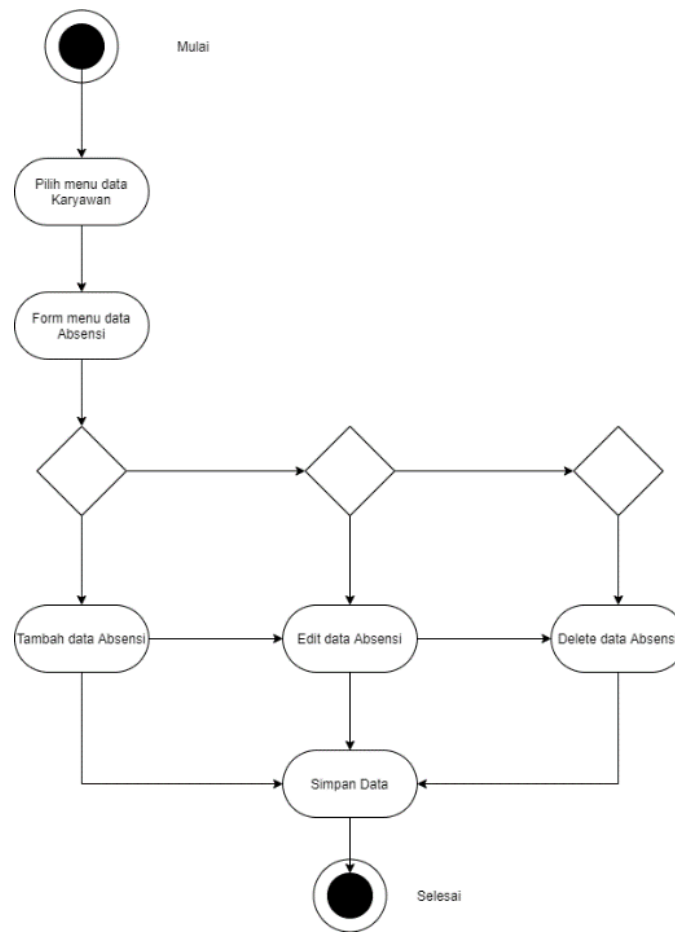 Mulai
Pilih menu data
Karyawan
Form menu data
Absensi
Tambah data Absensi
Edit data Absensi
Delete data Absensi
Simpan Data
Selesai